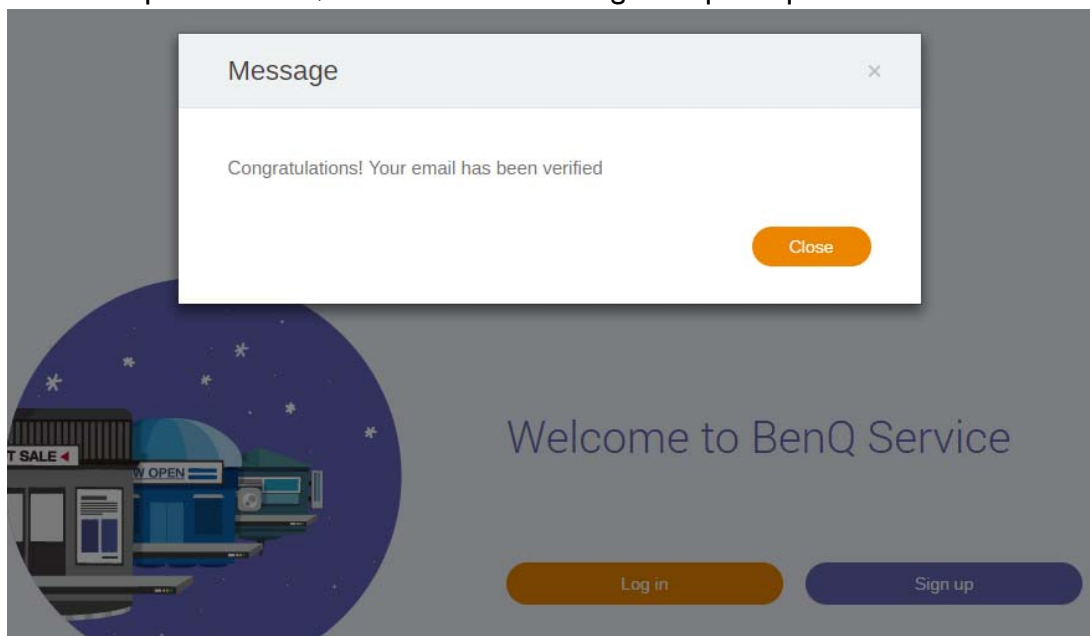 Message
Congratulations! Your email has been verified
Close
T SALE
W OPEN
Welcome to BenQ Service
Log in
Sign up